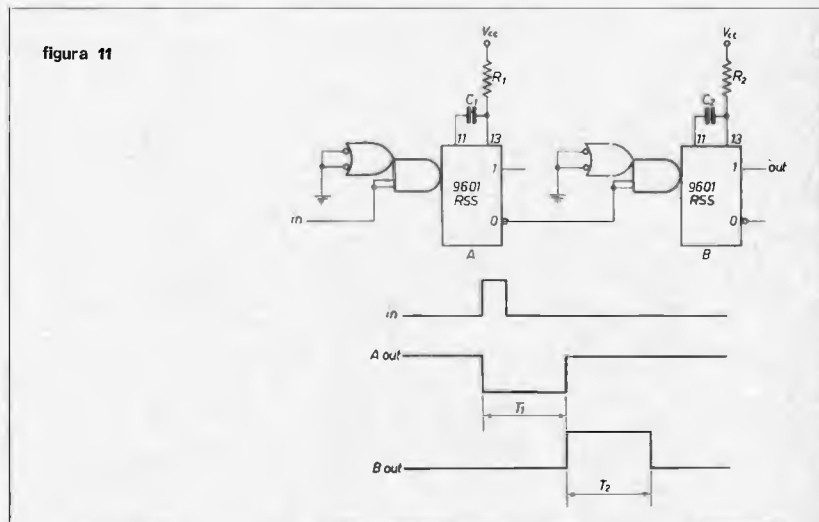 figura 11
Vcc
R1
C1
11 13
1
9601
RSS
0
in
A
Vcc
R2
C2
11 13
1
out
9601
RSS
0
B
in
A out
T1
B out
T2